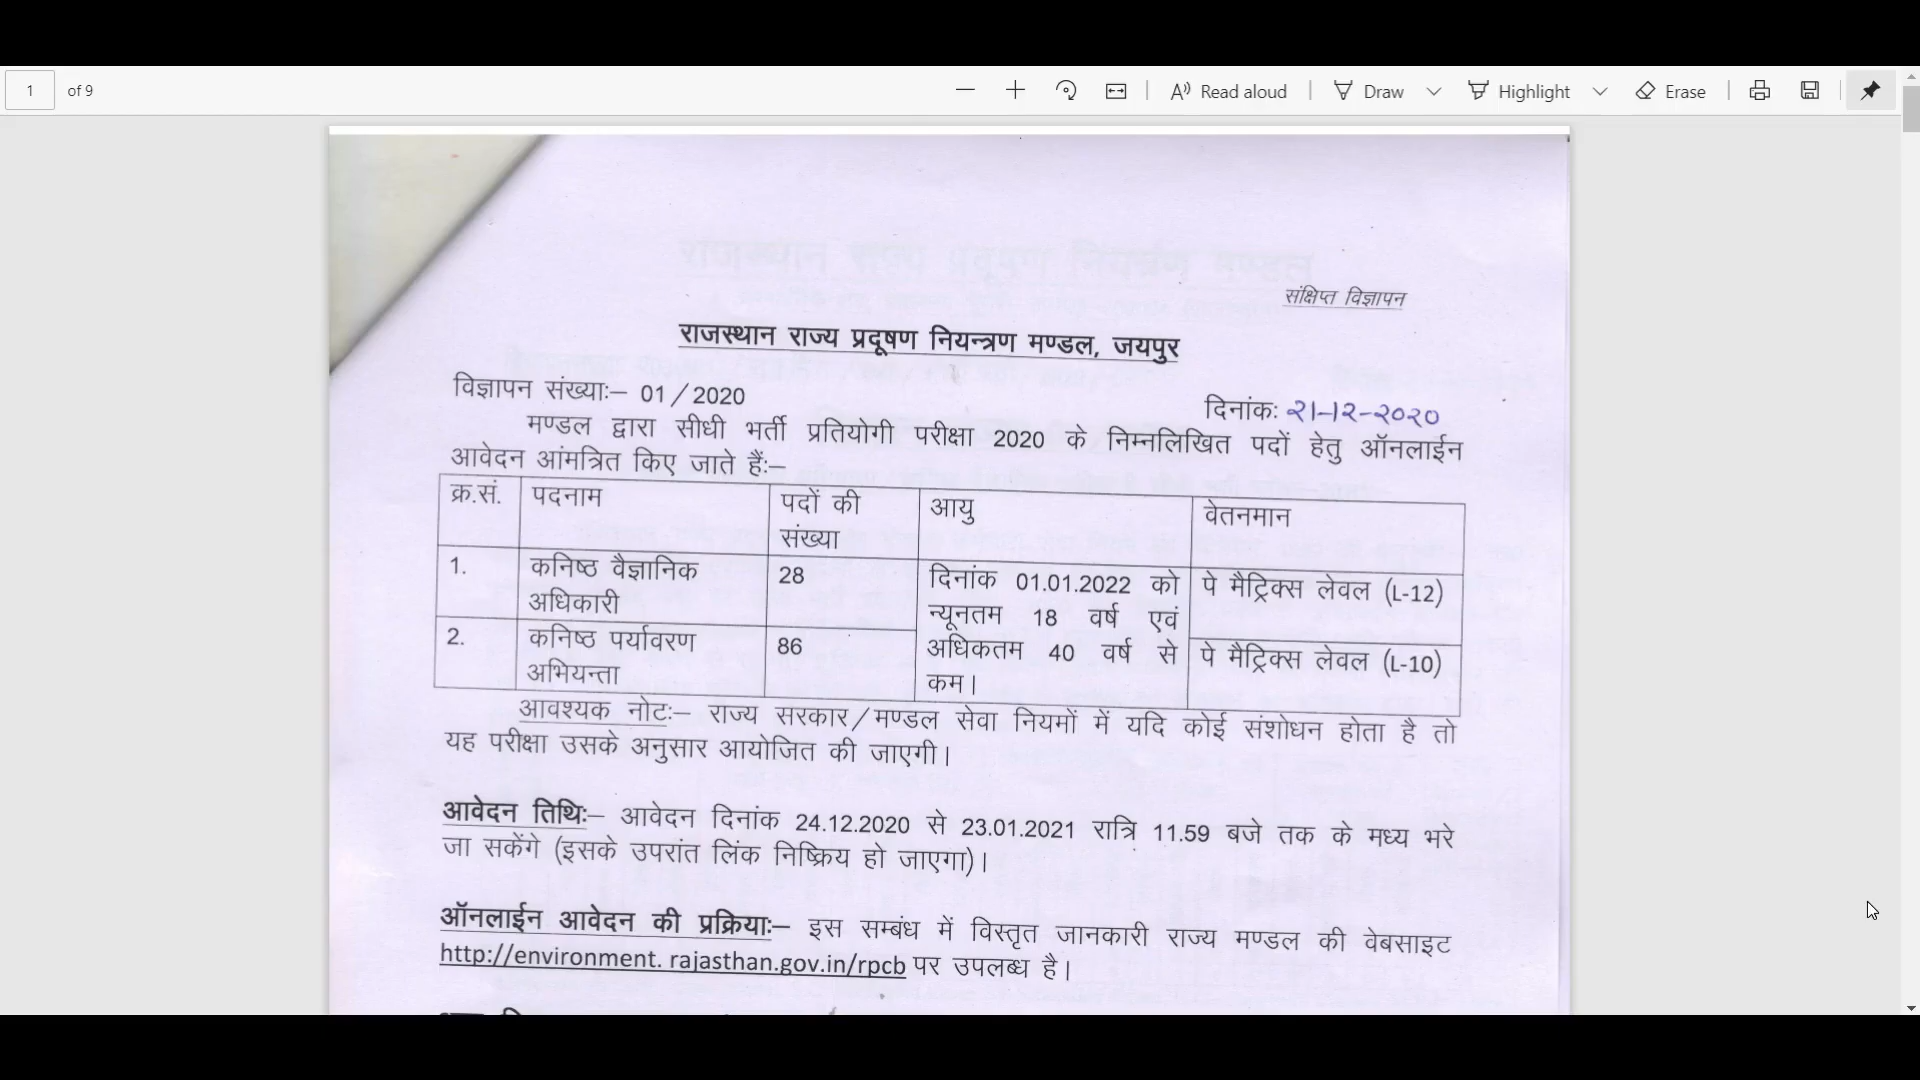 1 of 9 Read aloud Draw Highlight Erase
संक्षिप्त विज्ञापन
राजस्थान राज्य प्रदूषण नियन्त्रण मण्डल, जयपुर
विज्ञापन संख्याः– 01/2020
दिनांकः २१-१२-२०२०
मण्डल द्वारा सीधी भर्ती प्रतियोगी परीक्षा 2020 के निम्नलिखित पदों हेतु ऑनलाईन
आवेदन आंमत्रित किए जाते हैंः–
क्र.सं. पदनाम पदों की संख्या आयु वेतनमान
1. कनिष्ठ वैज्ञानिक अधिकारी 28 दिनांक 01.01.2022 को न्यूनतम 18 वर्ष एवं अधिकतम 40 वर्ष से कम। पे मैट्रिक्स लेवल (L-12)
2. कनिष्ठ पर्यावरण अभियन्ता 86 पे मैट्रिक्स लेवल (L-10)
आवश्यक नोटः– राज्य सरकार/मण्डल सेवा नियमों में यदि कोई संशोधन होता है तो
यह परीक्षा उसके अनुसार आयोजित की जाएगी।
आवेदन तिथिः– आवेदन दिनांक 24.12.2020 से 23.01.2021 रात्रि 11.59 बजे तक के मध्य भरे
जा सकेंगे (इसके उपरांत लिंक निष्क्रिय हो जाएगा)।
ऑनलाईन आवेदन की प्रक्रियाः– इस सम्बंध में विस्तृत जानकारी राज्य मण्डल की वेबसाइट
http://environment. rajasthan.gov.in/rpcb पर उपलब्ध है।